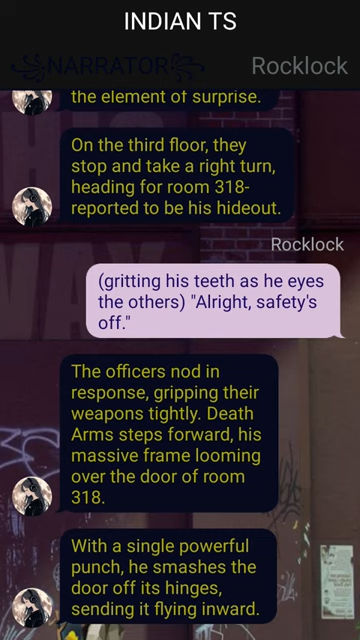 INDIAN TS
꧁NARRATOR꧂
Rocklock
the element of surprise.
On the third floor, they
stop and take a right turn,
heading for room 318-
reported to be his hideout.
Rocklock
(gritting his teeth as he eyes
the others) "Alright, safety's
off."
The officers nod in
response, gripping their
weapons tightly. Death
Arms steps forward, his
massive frame looming
over the door of room
318.
With a single powerful
punch, he smashes the
door off its hinges,
sending it flying inward.